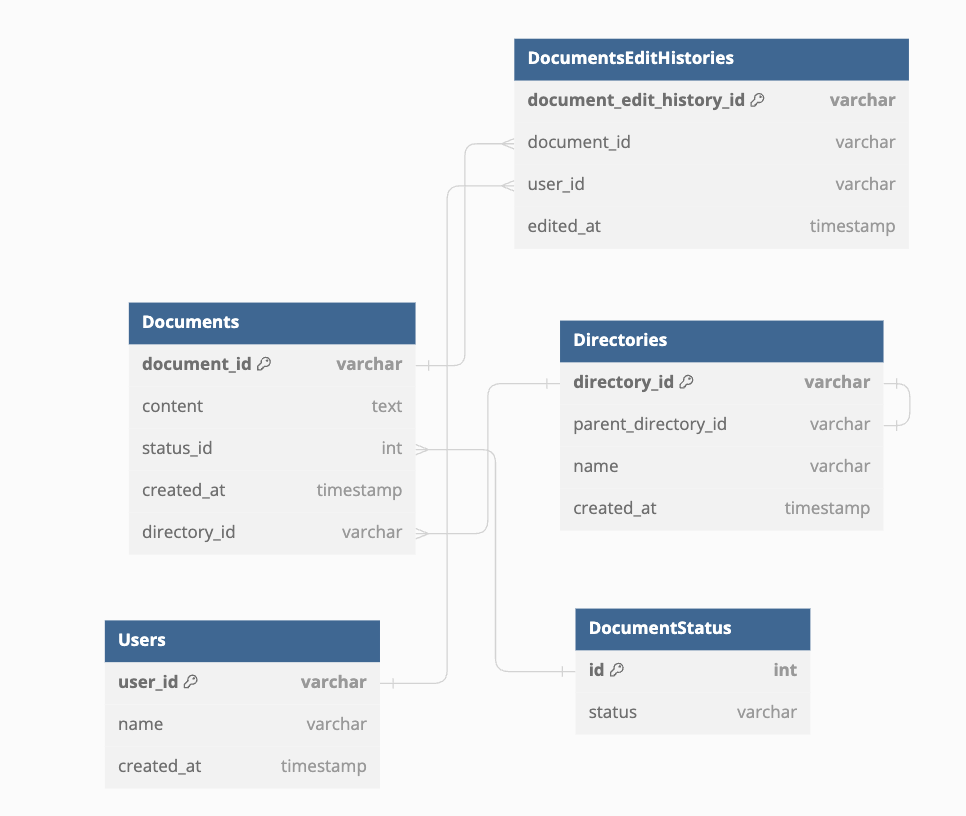 DocumentsEditHistories
document_edit_history_id varchar
document_id varchar
user_id varchar
edited_at timestamp
Documents
document_id varchar
content text
status_id int
created_at timestamp
directory_id varchar
Directories
directory_id varchar
parent_directory_id varchar
name varchar
created_at timestamp
Users
user_id varchar
name varchar
created_at timestamp
DocumentStatus
id int
status varchar